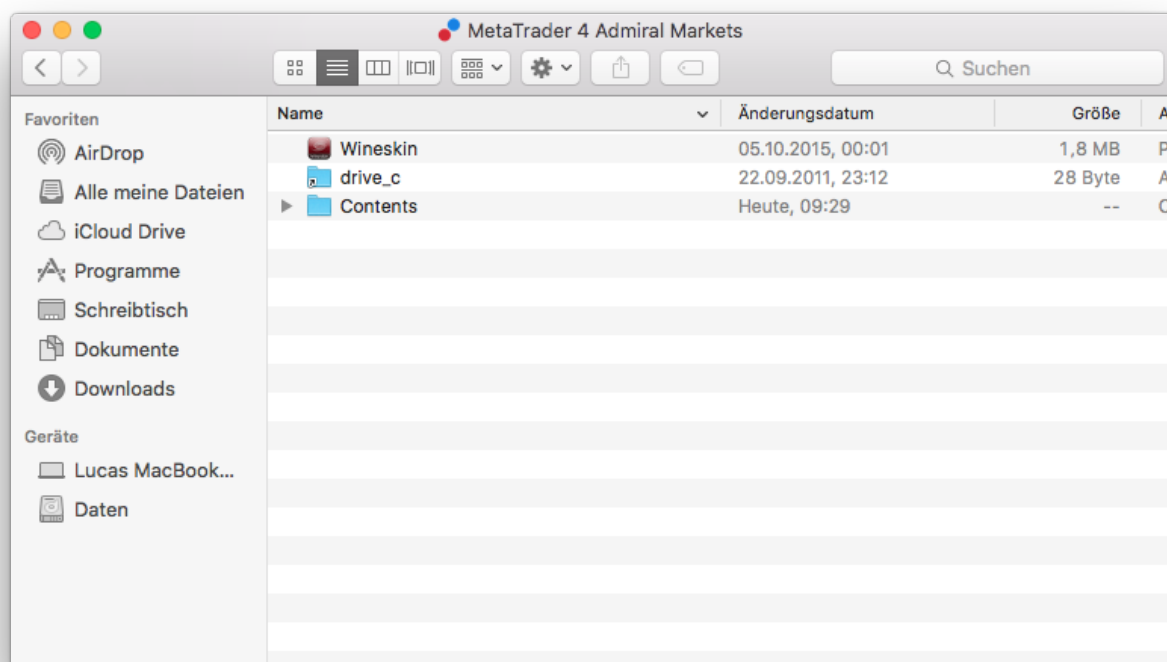 MetaTrader 4 Admiral Markets
Suchen
Favoriten
AirDrop
Alle meine Dateien
iCloud Drive
Programme
Schreibtisch
Dokumente
Downloads
Geräte
Lucas MacBook...
Daten
Name Änderungsdatum Größe A
Wineskin 05.10.2015, 00:01 1,8 MB P
drive_c 22.09.2011, 23:12 28 Byte A
Contents Heute, 09:29 -- O